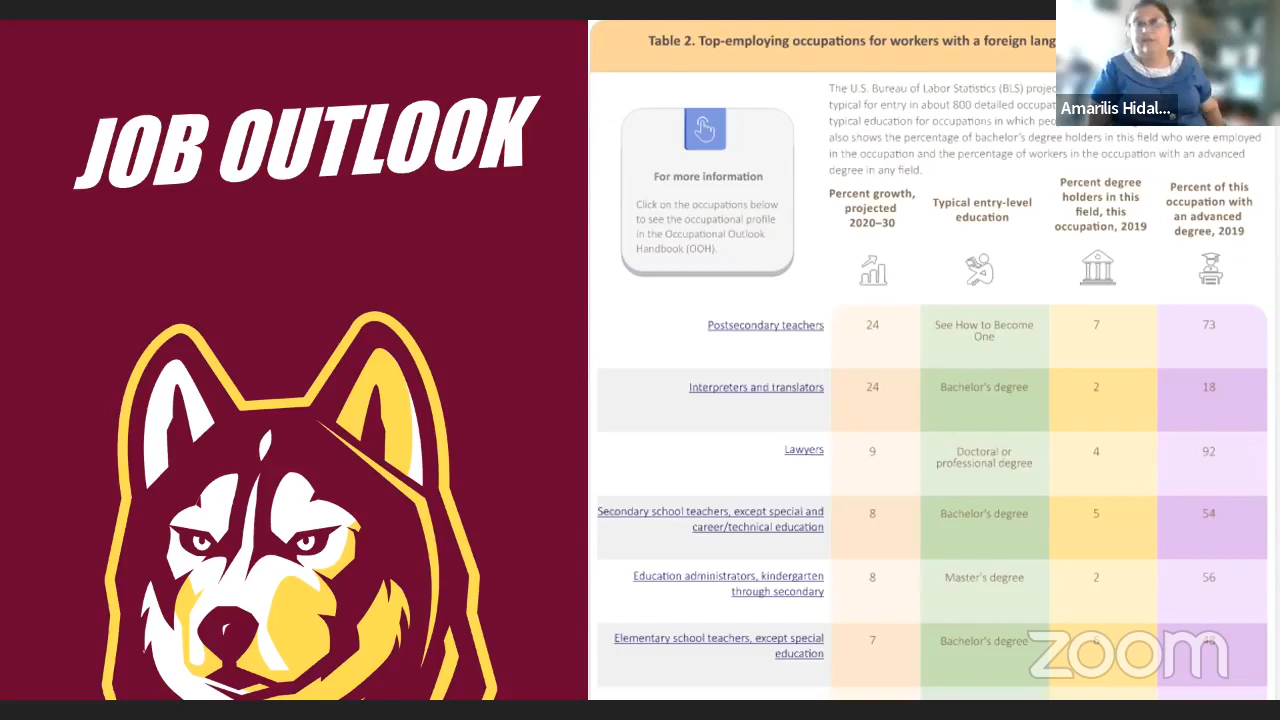 JOB OUTLOOK
Table 2. Top-employing occupations for workers with a foreign lang
Amarilis Hidal...
The U.S. Bureau of Labor Statistics (BLS) projec
typical for entry in about 800 detailed occupat
typical education for occupations in which peo
also shows the percentage of bachelor's degree holders in this field who were employed
in the occupation and the percentage of workers in the occupation with an advanced
degree in any field.
For more information
Click on the occupations below
to see the occupational profile
in the Occupational Outlook
Handbook (OOH).
Percent growth,
projected
2020–30
Typical entry-level
education
Percent degree
holders in this
field, this
occupation, 2019
Percent of this
occupation with
an advanced
degree, 2019
Postsecondary teachers 24 See How to Become 7 73
One
Interpreters and translators 24 Bachelor's degree 2 18
Lawyers 9 Doctoral or 4 92
professional degree
Secondary school teachers, except special and 8 Bachelor's degree 5 54
career/technical education
Education administrators, kindergarten 8 Master's degree 2 56
through secondary
Elementary school teachers, except special 7 Bachelor's degree 6 48
education
zoom